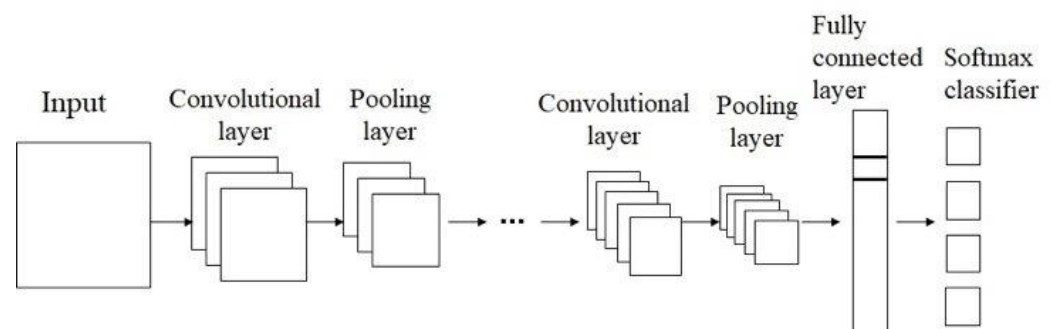 Input
Convolutional
layer
Pooling
layer
...
Convolutional
layer
Pooling
layer
Fully
connected
layer
Softmax
classifier